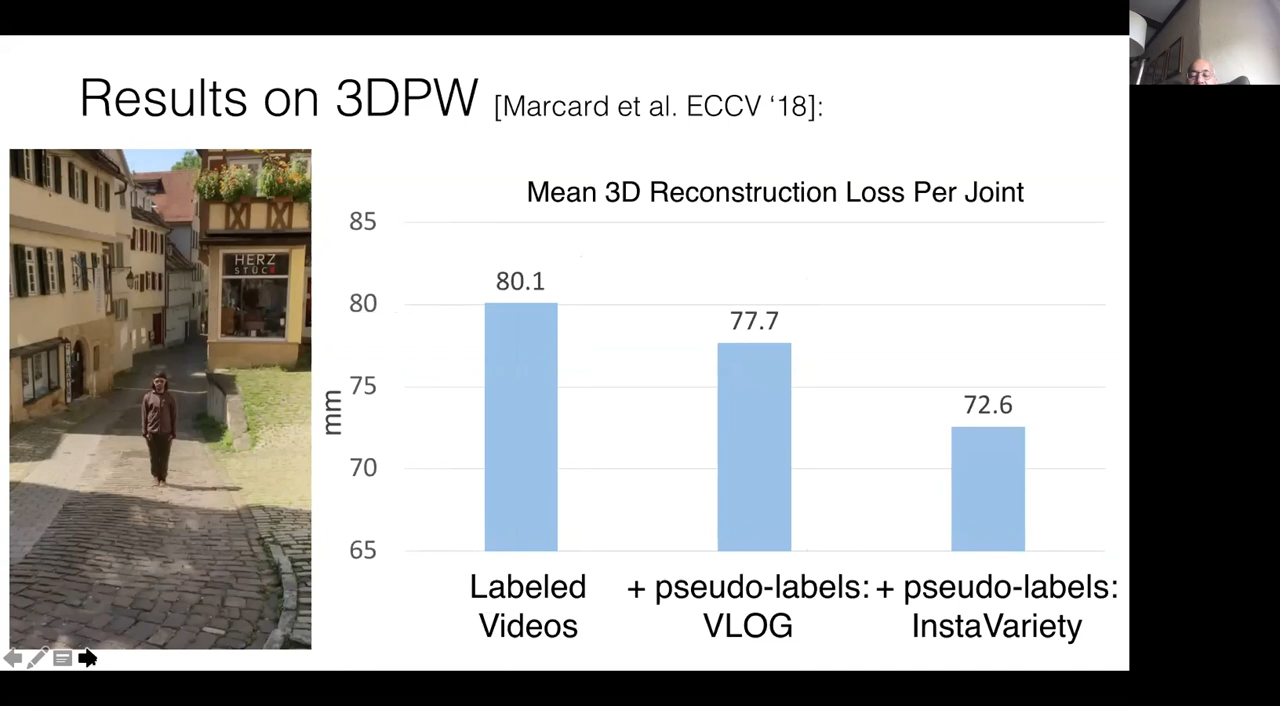 Results on 3DPW [Marcard et al. ECCV ‘18]:
HERZ
STÜCK
Mean 3D Reconstruction Loss Per Joint
85
80
75
70
65
mm
80.1
77.7
72.6
Labeled
Videos
+ pseudo-labels:
VLOG
+ pseudo-labels:
InstaVariety